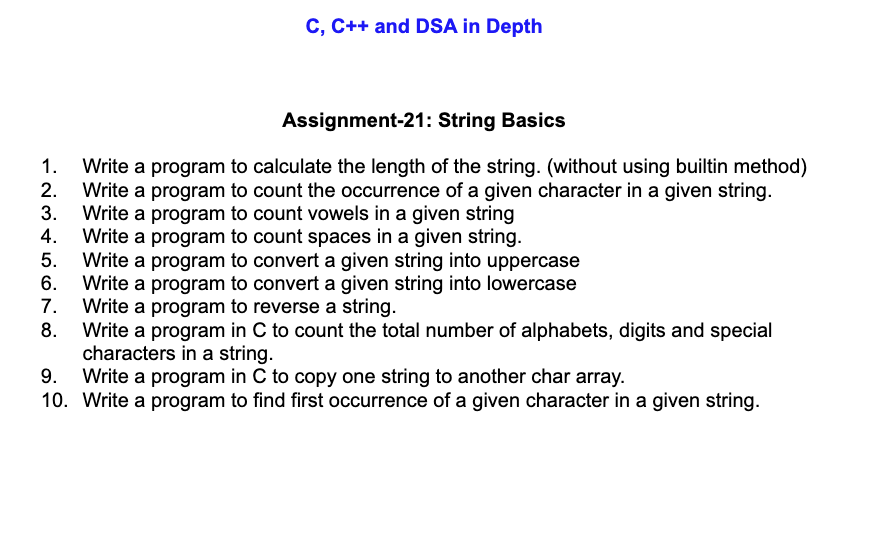 C, C++ and DSA in Depth
Assignment-21: String Basics
1. Write a program to calculate the length of the string. (without using builtin method)
2. Write a program to count the occurrence of a given character in a given string.
3. Write a program to count vowels in a given string
4. Write a program to count spaces in a given string.
5. Write a program to convert a given string into uppercase
6. Write a program to convert a given string into lowercase
7. Write a program to reverse a string.
8. Write a program in C to count the total number of alphabets, digits and special
characters in a string.
9. Write a program in C to copy one string to another char array.
10. Write a program to find first occurrence of a given character in a given string.